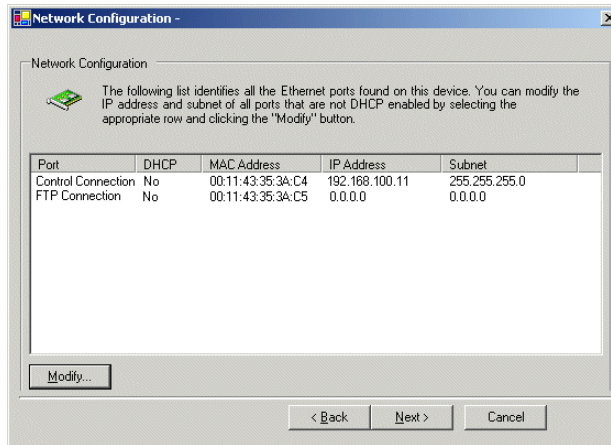 Network Configuration -
Network Configuration
The following list identifies all the Ethernet ports found on this device. You can modify the
IP address and subnet of all ports that are not DHCP enabled by selecting the
appropriate row and clicking the "Modify" button.
Port DHCP MAC Address IP Address Subnet
Control Connection No 00:11:43:35:3A:C4 192.168.100.11 255.255.255.0
FTP Connection No 00:11:43:35:3A:C5 0.0.0.0 0.0.0.0
Modify...
< Back Next > Cancel